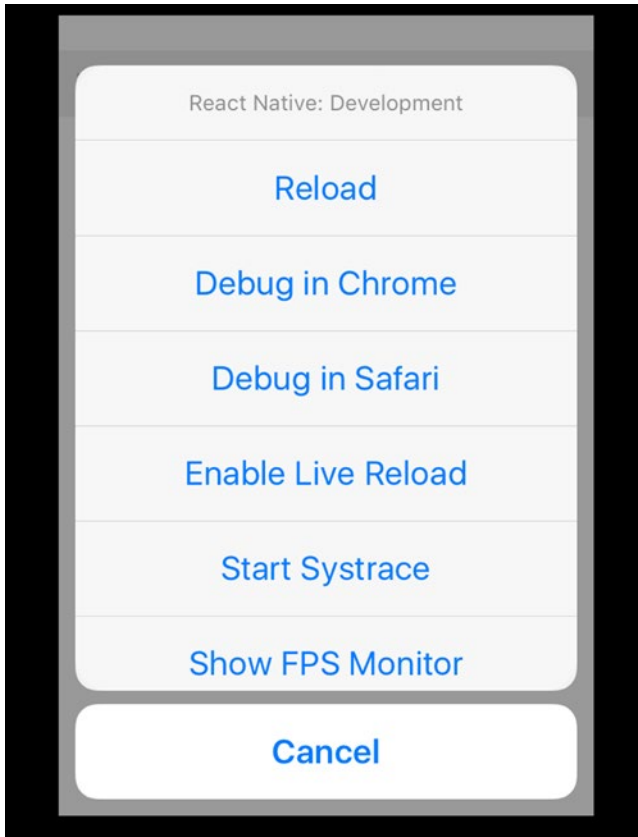 React Native: Development
Reload
Debug in Chrome
Debug in Safari
Enable Live Reload
Start Systrace
Show FPS Monitor
Cancel